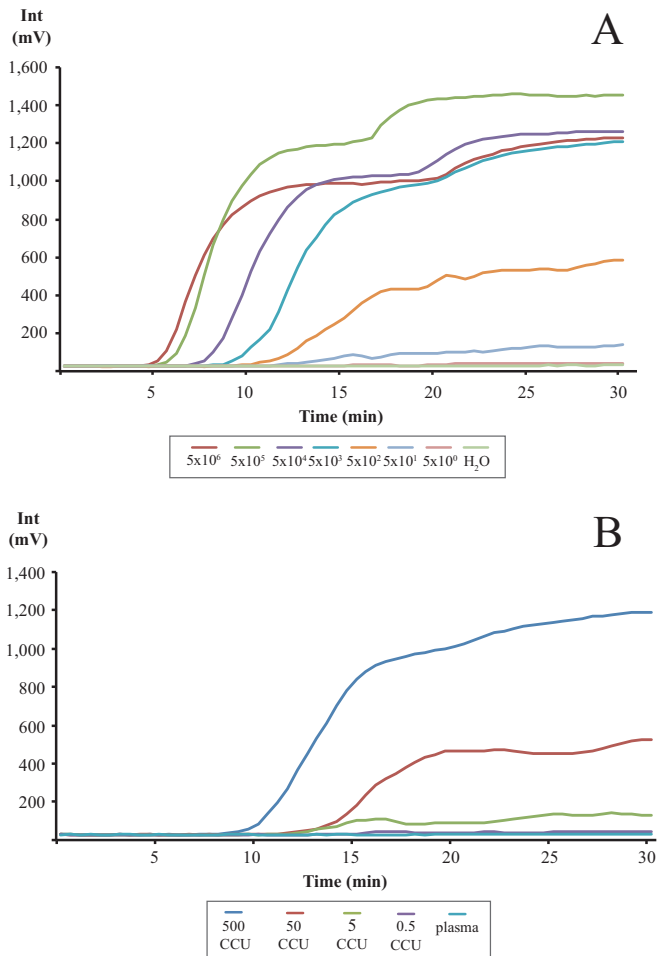 Int
(mV)
A
1,600
1,400
1,200
1,000
800
600
400
200
5 10 15 20 25 30
Time (min)
5x10⁶ 5x10⁵ 5x10⁴ 5x10³ 5x10² 5x10¹ 5x10⁰ H₂O
Int
(mV)
B
1,400
1,200
1,000
800
600
400
200
5 10 15 20 25 30
Time (min)
500 50 5 0.5 plasma
CCU CCU CCU CCU